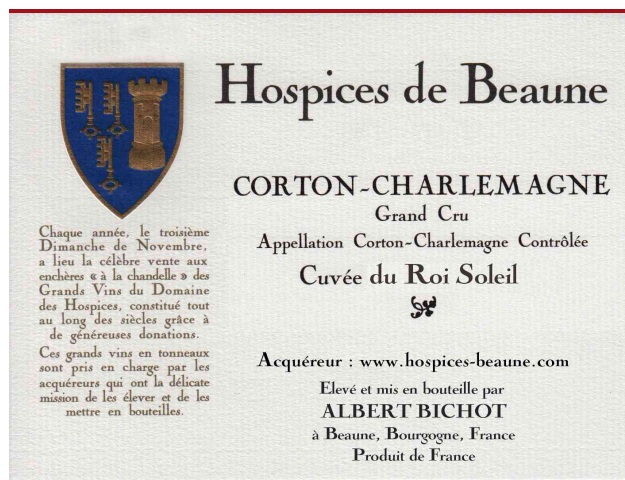 Hospices de Beaune
CORTON-CHARLEMAGNE
Grand Cru
Appellation Corton-Charlemagne Contrôlée
Cuvée du Roi Soleil
Chaque année, le troisième
Dimanche de Novembre,
a lieu la célèbre vente aux
enchères « à la chandelle » des
Grands Vins du Domaine
des Hospices, constitué tout
au long des siècles grâce à
de généreuses donations.
Ces grands vins en tonneaux
sont pris en charge par les
acquéreurs qui ont la délicate
mission de les élever et de les
mettre en bouteilles.
Acquéreur : www.hospices-beaune.com
Elevé et mis en bouteille par
ALBERT BICHOT
à Beaune, Bourgogne, France
Produit de France